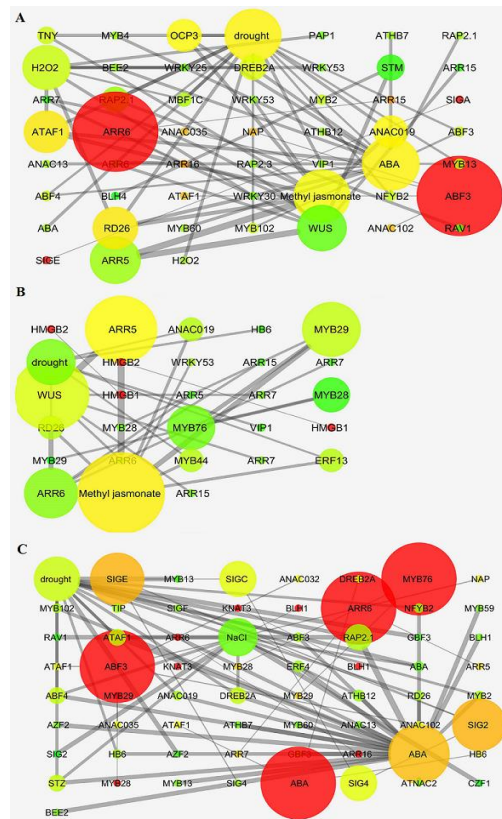 A
TNY MYB4 OCP3 drought PAP1 ATHB7 RAP2.1
H2O2 BEE2 WRKY25 DREB2A WRKY53 STM ARR15
ARR7 RAP2.1 MBF1C WRKY53 MYB2 ARR15 SIGA
ATAF1 ARR6 ANAC035 NAP ATHB12 ANAC019 ABF3
ANAC13 ARR6 ARR16 RAP2.3 VIP1 ABA MYB13
ABF4 BLH4 ATAF1 WRKY30 Methyl jasmonate NFYB2 ABF3
ABA RD26 MYB60 MYB102 WUS ANAC102 RAV1
SIGE ARR5 H2O2
B
HMGB2 ARR5 ANAC019 HB6 MYB29
drought HMGB2 WRKY53 ARR15 ARR7
WUS HMGB1 ARR5 ARR7 MYB28
RD26 MYB28 MYB76 VIP1 HMGB1
MYB29 ARR6 MYB44 ARR7 ERF13
ARR6 Methyl jasmonate ARR15
C
drought SIGE MYB13 SIGC ANAC032 DREB2A MYB76 NAP
MYB102 TIP SIGF KNAT3 BLH1 ARR6 NFYB2 MYB59
RAV1 ATAF1 ARR6 NaCl ABF3 RAP2.1 GBF3 BLH1
ATAF1 ABF3 KNAT3 MYB28 ERF4 BLH1 ABA ARR5
ABF4 MYB29 ANAC019 DREB2A MYB29 ATHB12 RD26 MYB2
AZF2 ANAC035 ATAF1 ATHB7 MYB60 ANAC13 ANAC102 SIG2
SIG2 HB6 AZF2 ARR7 GBF3 ARR16 ABA HB6
STZ MYB28 MYB13 SIG4 ABA SIG4 ATNAC2 CZF1
BEE2